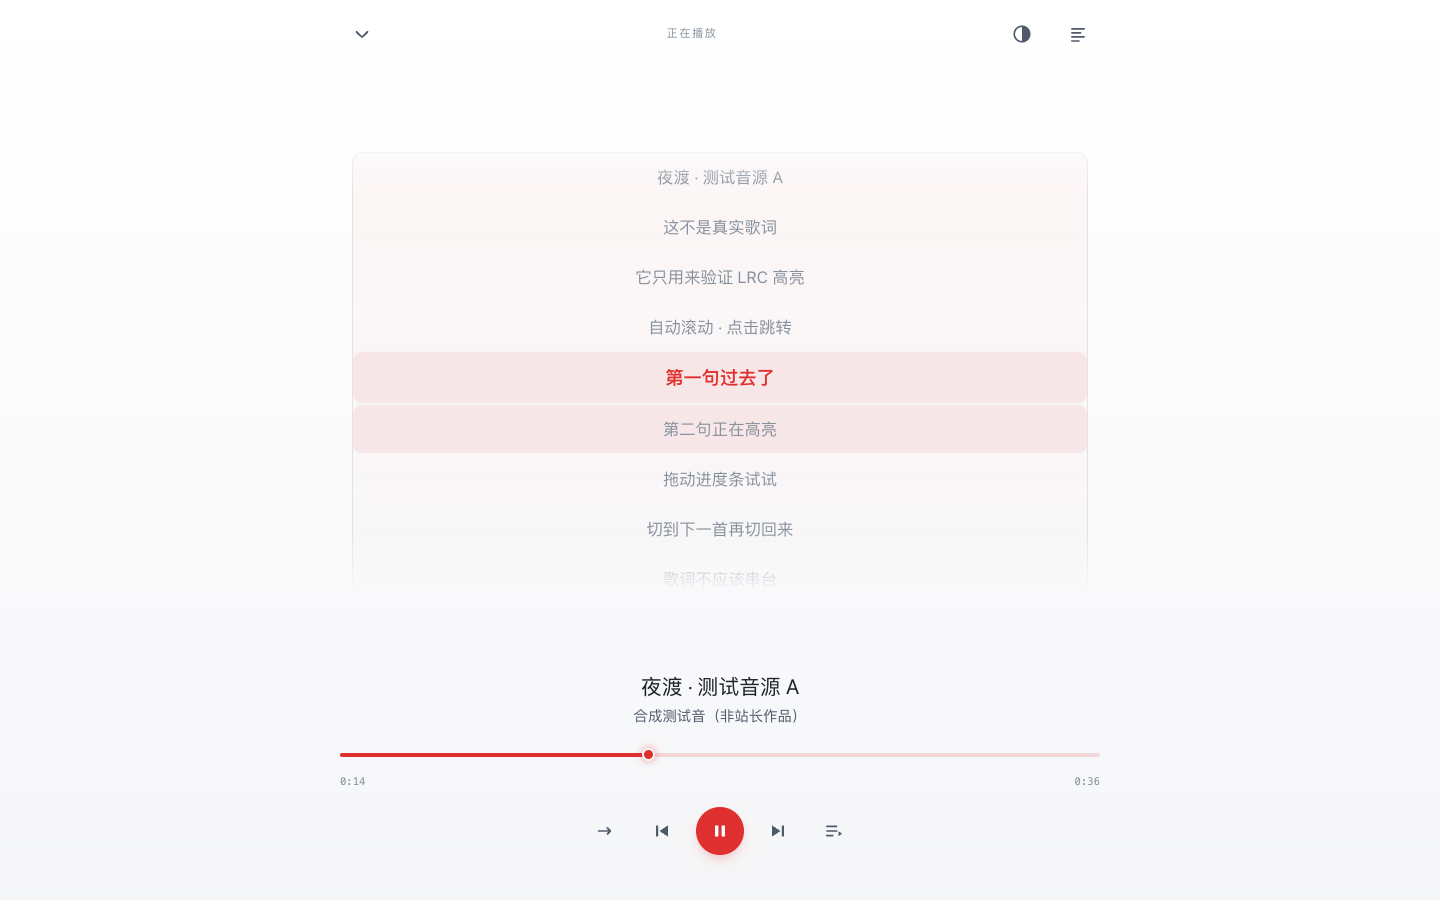 正在播放
夜渡 · 测试音源 A
这不是真实歌词
它只用来验证 LRC 高亮
自动滚动 · 点击跳转
第一句过去了
第二句正在高亮
拖动进度条试试
切到下一首再切回来
歌词不应该串台
夜渡 · 测试音源 A
合成测试音（非站长作品）
0:14
0:36